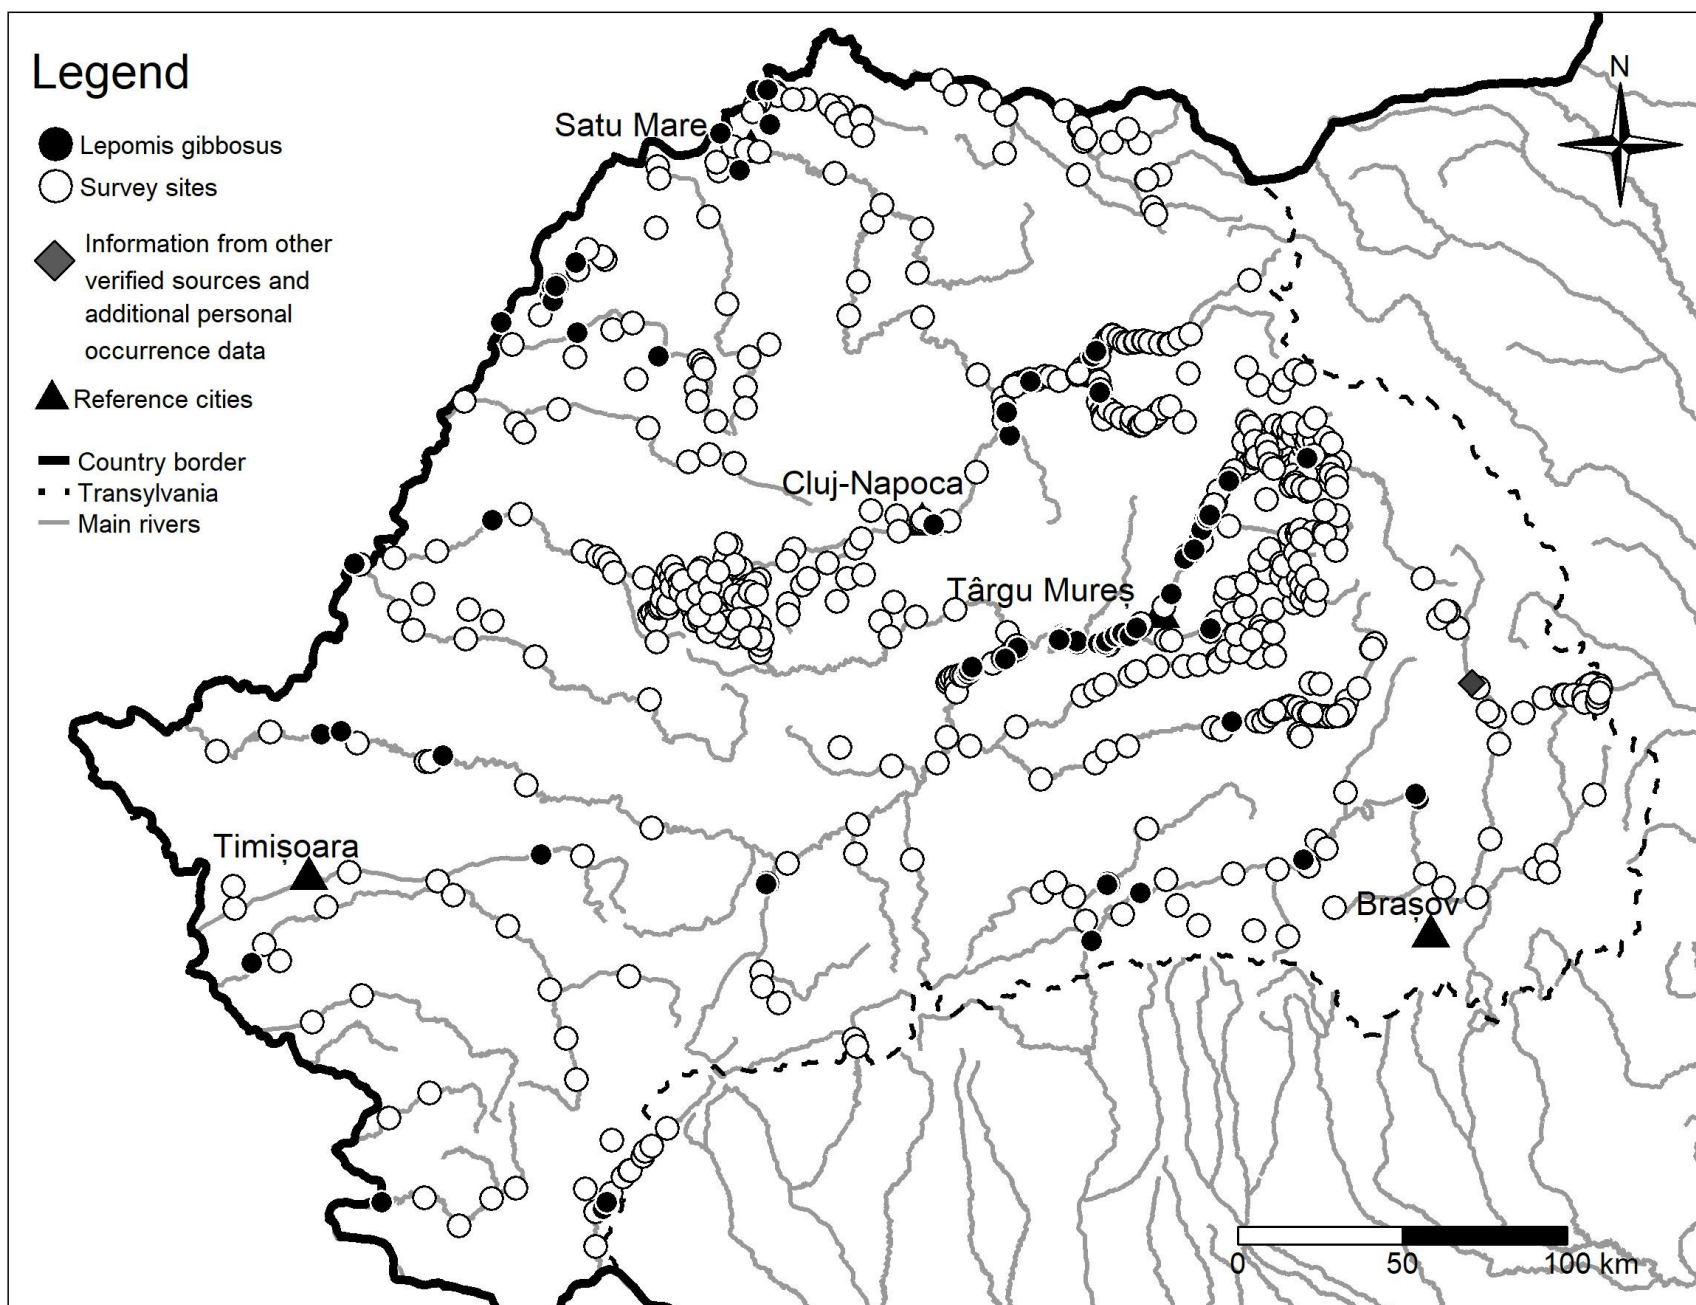 Legend
Lepomis gibbosus
Survey sites
Information from other
verified sources and
additional personal
occurrence data
Reference cities
Country border
Transylvania
Main rivers
N
Satu Mare
Cluj-Napoca
Târgu Mureș
Timișoara
Brașov
0 50 100 km